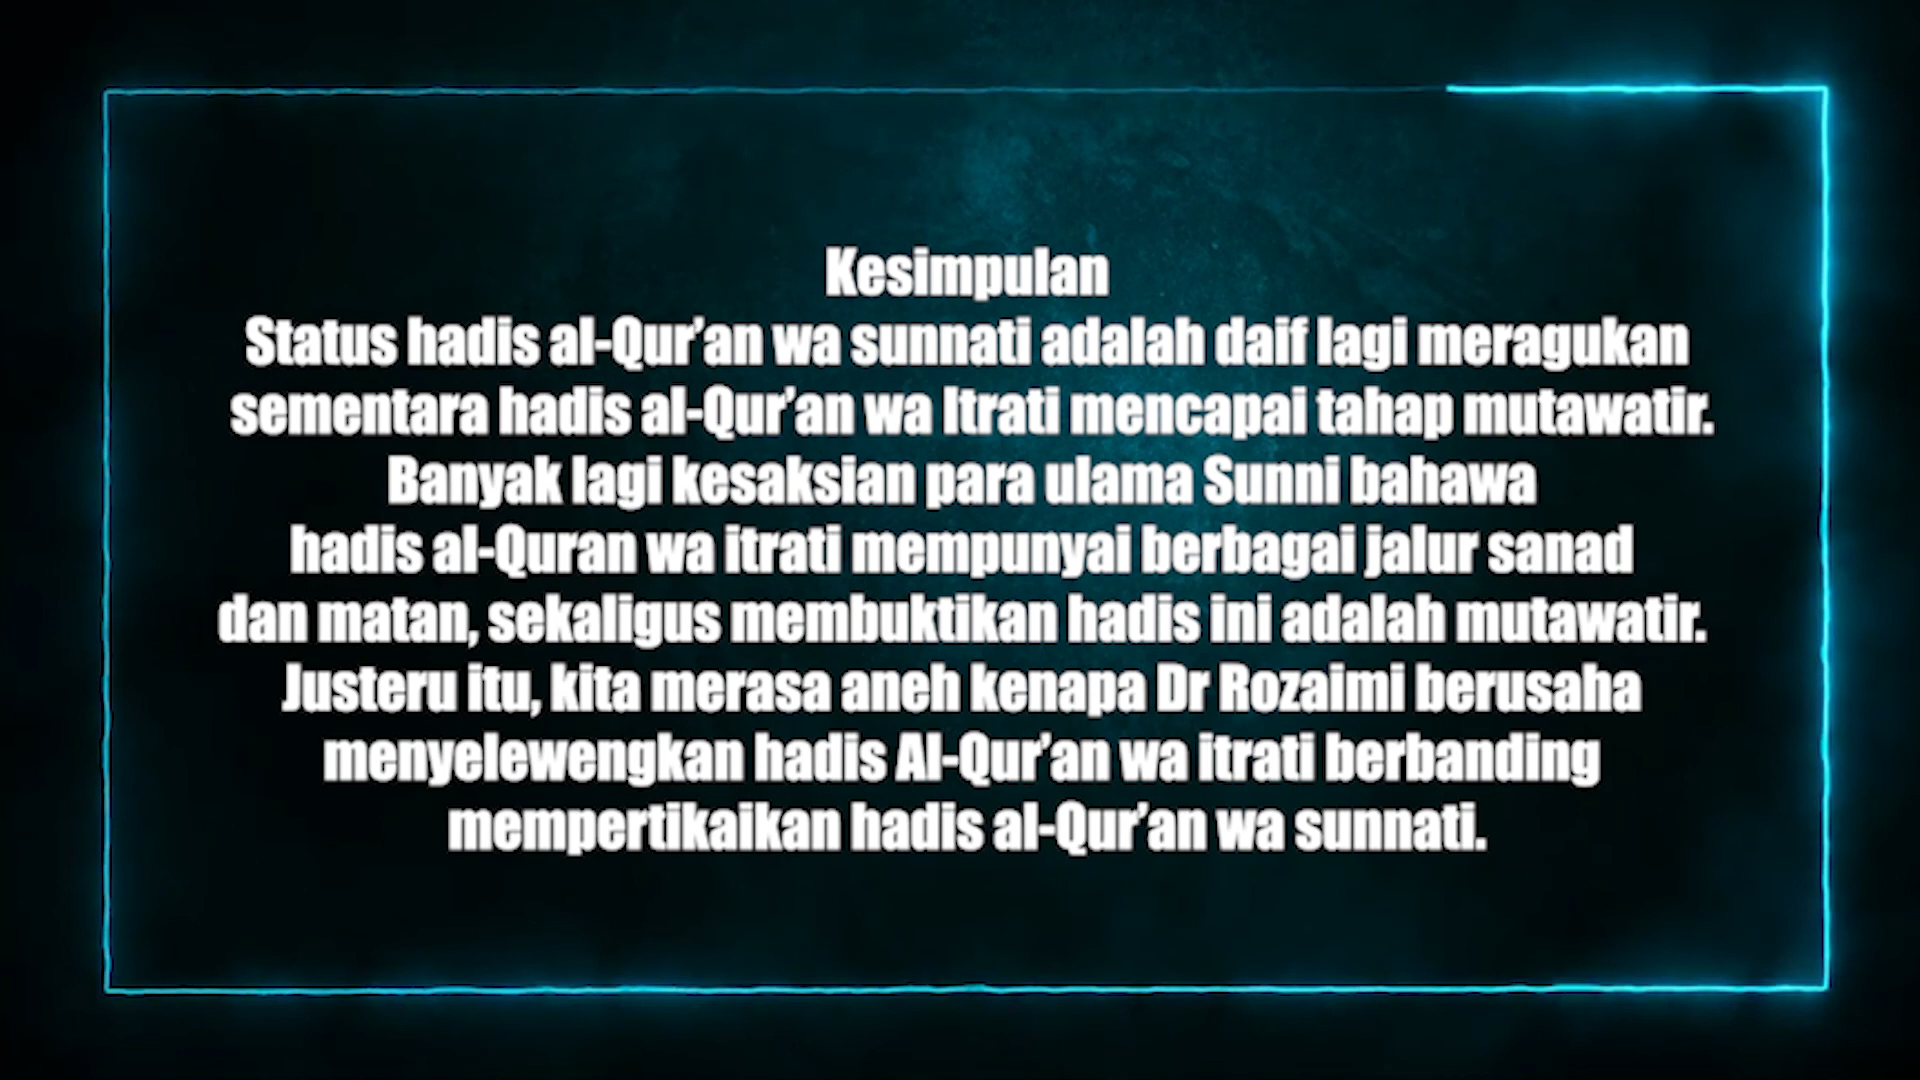 Kesimpulan
Status hadis al-Qur’an wa sunnati adalah daif lagi meragukan
sementara hadis al-Qur’an wa Itrati mencapai tahap mutawatir.
Banyak lagi kesaksian para ulama Sunni bahawa
hadis al-Quran wa itrati mempunyai berbagai jalur sanad
dan matan, sekaligus membuktikan hadis ini adalah mutawatir.
Justeru itu, kita merasa aneh kenapa Dr Rozaimi berusaha
menyelewengkan hadis Al-Qur’an wa itrati berbanding
mempertikaikan hadis al-Qur’an wa sunnati.